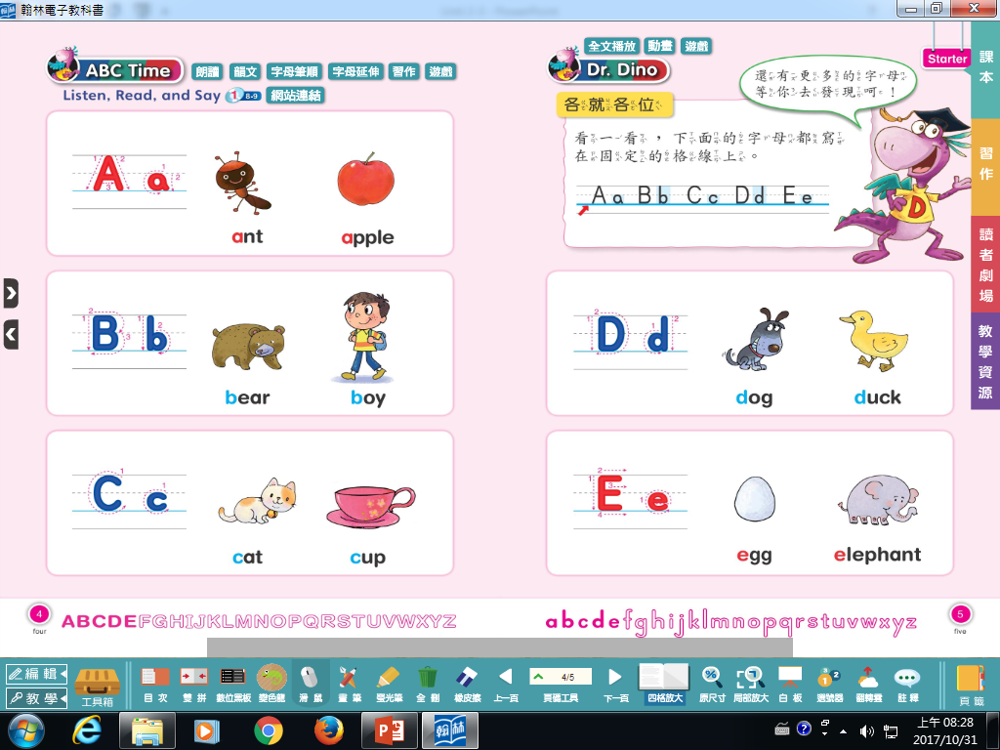 翰林電子教科書
ABC Time
朗讀 韻文 字母筆順 字母延伸 習作 遊戲
Listen, Read, and Say 1 8-9 網站連結
A a
ant apple
B b
bear boy
C c
cat cup
全文播放 動畫 遊戲
Dr. Dino
Starter
還有更多的字母
等你去發現呵！
各就各位
看一看，下面的字母都寫
在固定的格線上。
Aa Bb Cc Dd Ee
D
D d
dog duck
E e
egg elephant
課本
習作
讀者劇場
教學資源
4
four
ABCDEFGHIJKLMNOPQRSTUVWXYZ
abcdefghijklmnopqrstuvwxyz
5
five
編輯
教學
工具箱
目次 雙拼 數位黑板 變色龍 滑鼠 畫筆 螢光筆 全刪 橡皮擦 上一頁 4/5 頁碼工具 下一頁 四格放大 原尺寸 局部放大 白板 選號器 翻轉雲 註釋 頁籤
翰林
上午 08:28
2017/10/31